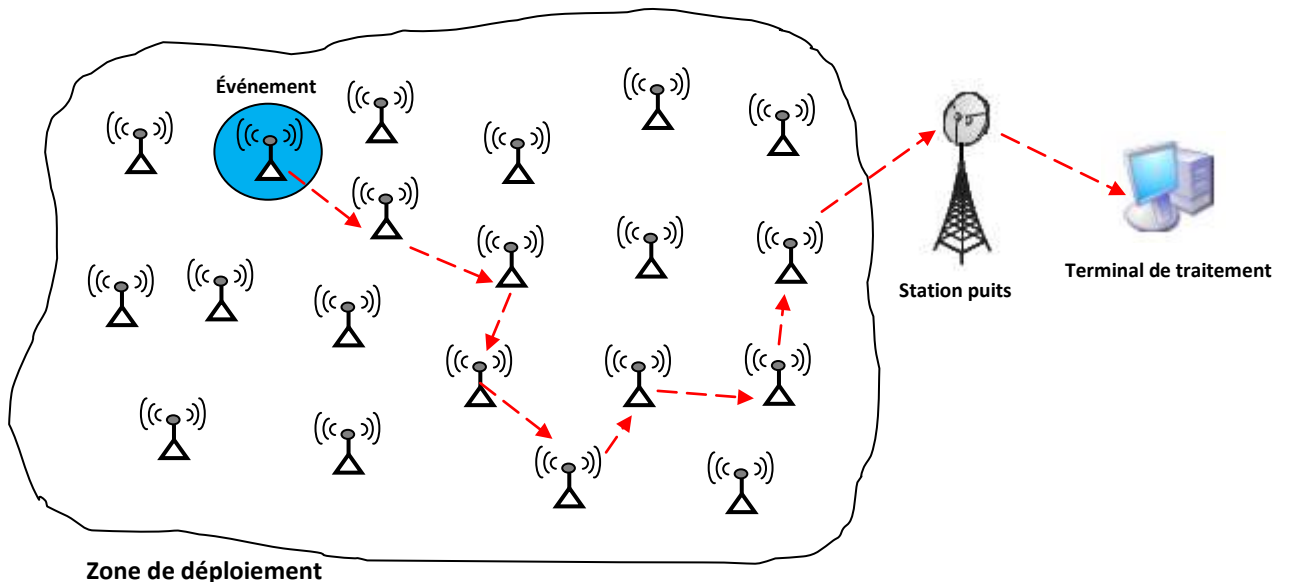 Événement
Station puits
Terminal de traitement
Zone de déploiement